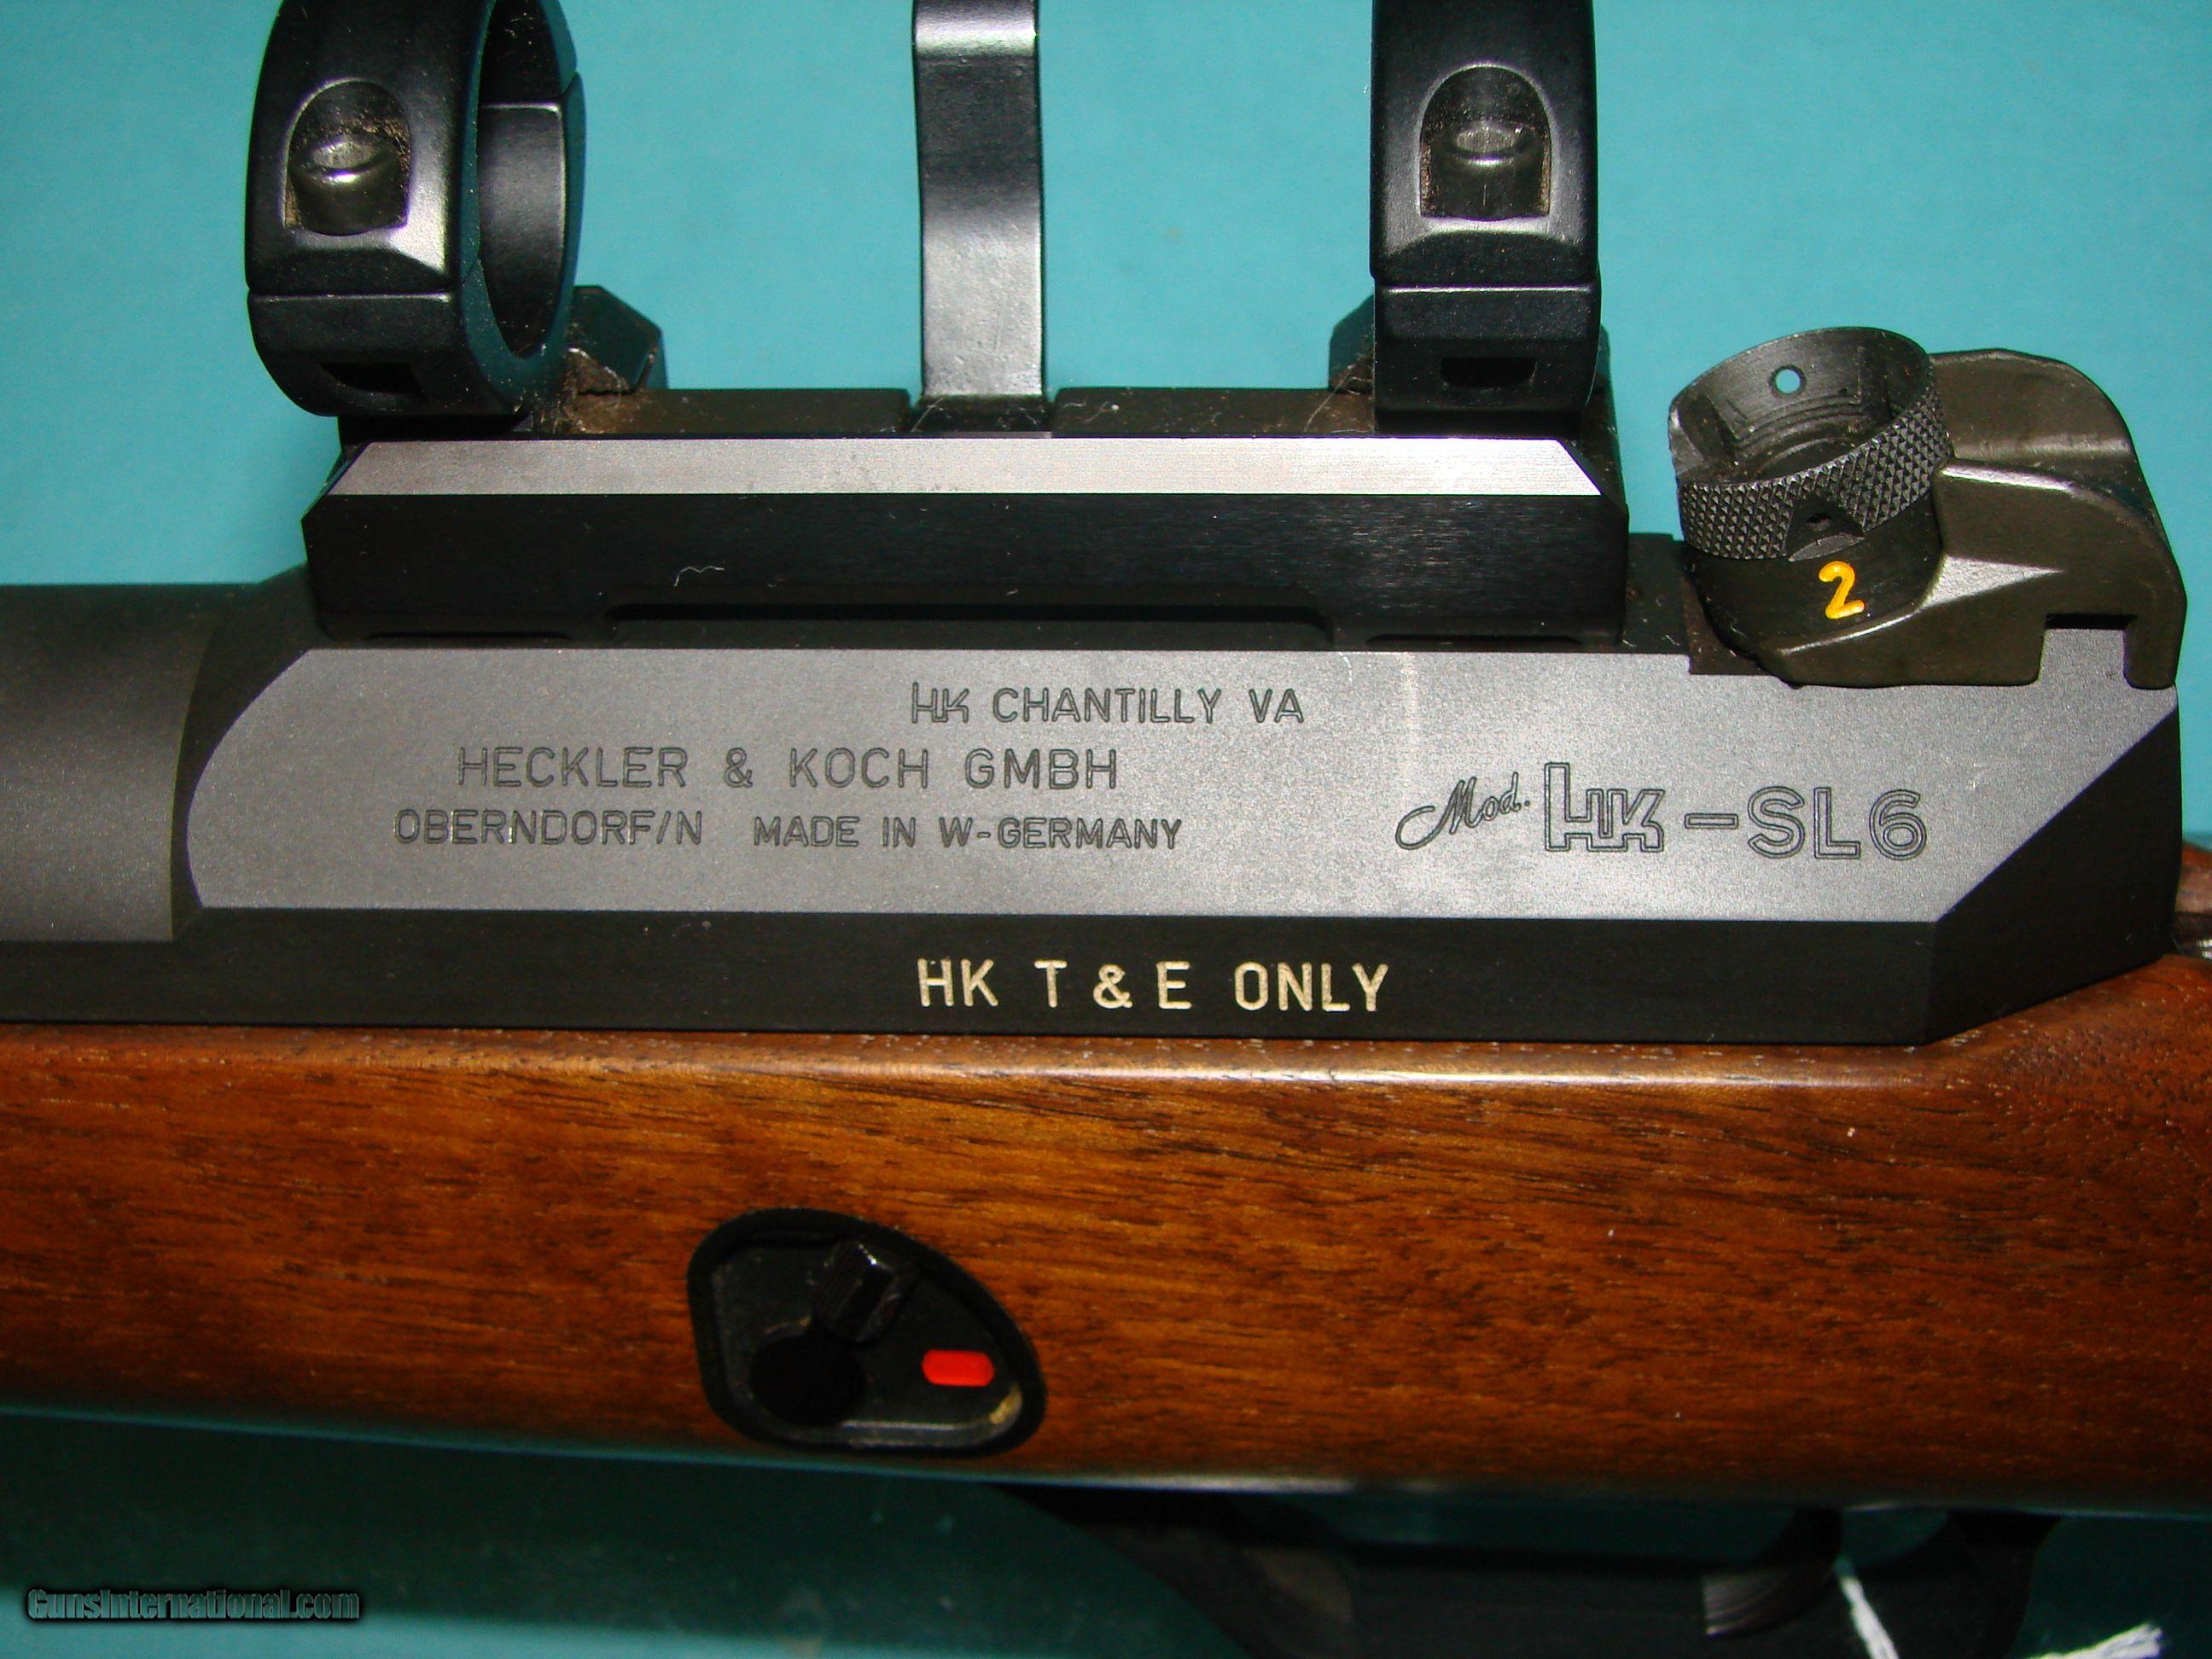 2
HK CHANTILLY VA
HECKLER & KOCH GMBH
OBERNDORF/N MADE IN W-GERMANY
Mod. HK-SL6
HK T & E ONLY
GunsInternational.com